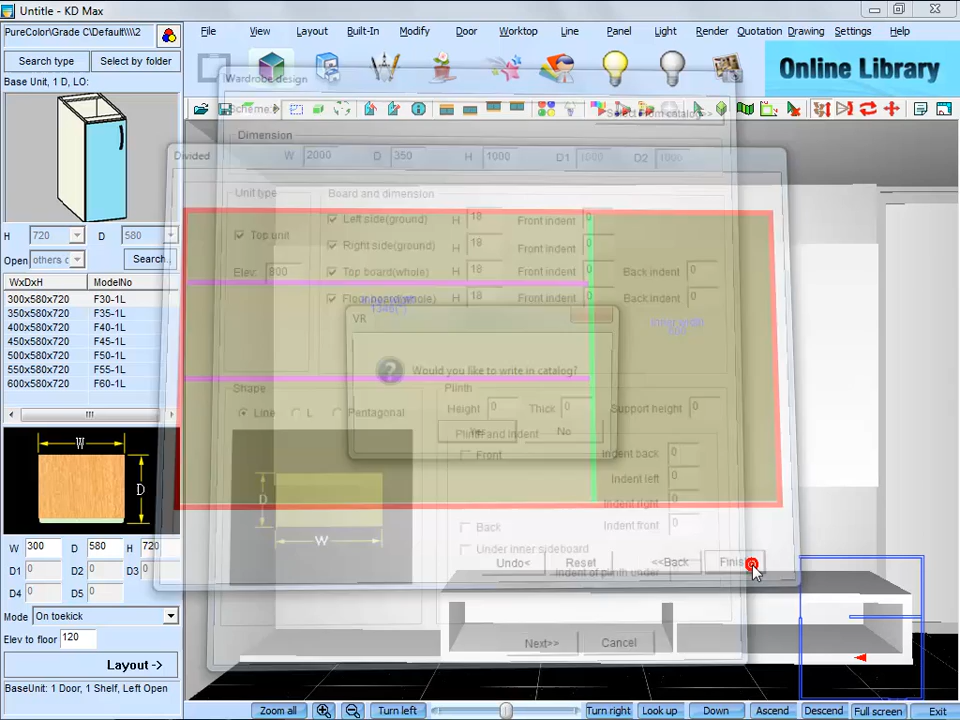 Untitle - KD Max
PureColor/Grade C\Default\\\\2
File View Layout Built-In Modify Door Worktop Line Panel Light Render Quotation Drawing Settings Help
Search type Select by folder
Base Unit, 1 D, LO:
Online Library
Wardrobe design
Scheme:
Select From catalog>>
Dimension
Divided
W 2000 D 350 H 1000 D1 1000 D2 1000
Unit type
Board and dimension
Top unit
Elev: 800
Left side(ground) H 18 Front indent 0
Right side(ground) H 18 Front indent 0
Top board(whole) H 18 Front indent 0 Back indent 0
Floor board(whole) H 18 Front indent 0 Back indent 0
H 720 D 580
Open others c Search.
WxDxH ModelNo
300x580x720 F30-1L
350x580x720 F35-1L
400x580x720 F40-1L
450x580x720 F45-1L
500x580x720 F50-1L
550x580x720 F55-1L
600x580x720 F60-1L
VR
Would you like to write in catalog?
Yes No
Shape
Line L Pentagonal
D
W
Plinth
Height 0 Thick 0 Support height 0
Plinth and indent
Front
Back
Under inner sideboard
Indent back 0
Indent left 0
Indent right 0
Indent front 0
Indent of plinth under
Undo< Reset <<Back
Next>> Cancel
W
D
W 300 D 580 H 720
D1 0 D2 0 D3 0
D4 0 D5 0
Mode On toekick
Elev to floor 120
Layout ->
BaseUnit: 1 Door, 1 Shelf, Left Open
Zoom all Turn left Turn right Look up Down Ascend Descend Full screen Exit